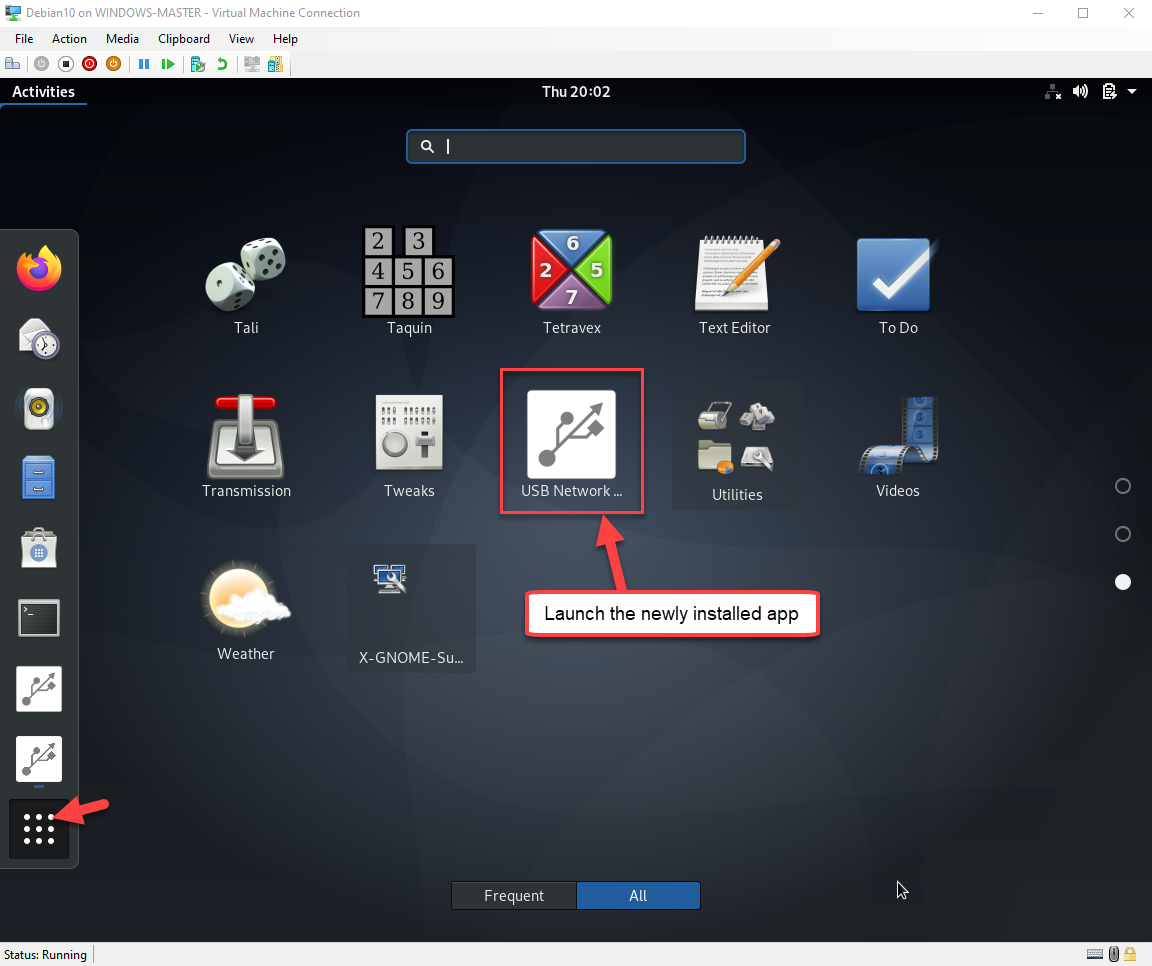 Debian10 on WINDOWS-MASTER - Virtual Machine Connection
File Action Media Clipboard View Help
Activities
Thu 20:02
2 3
4 5 6
7 8 9
6
2 5
7
Tali
Taquin
Tetravex
Text Editor
To Do
Transmission
Tweaks
USB Network ...
Utilities
Videos
Launch the newly installed app
Weather
X-GNOME-Su...
Frequent
All
Status: Running